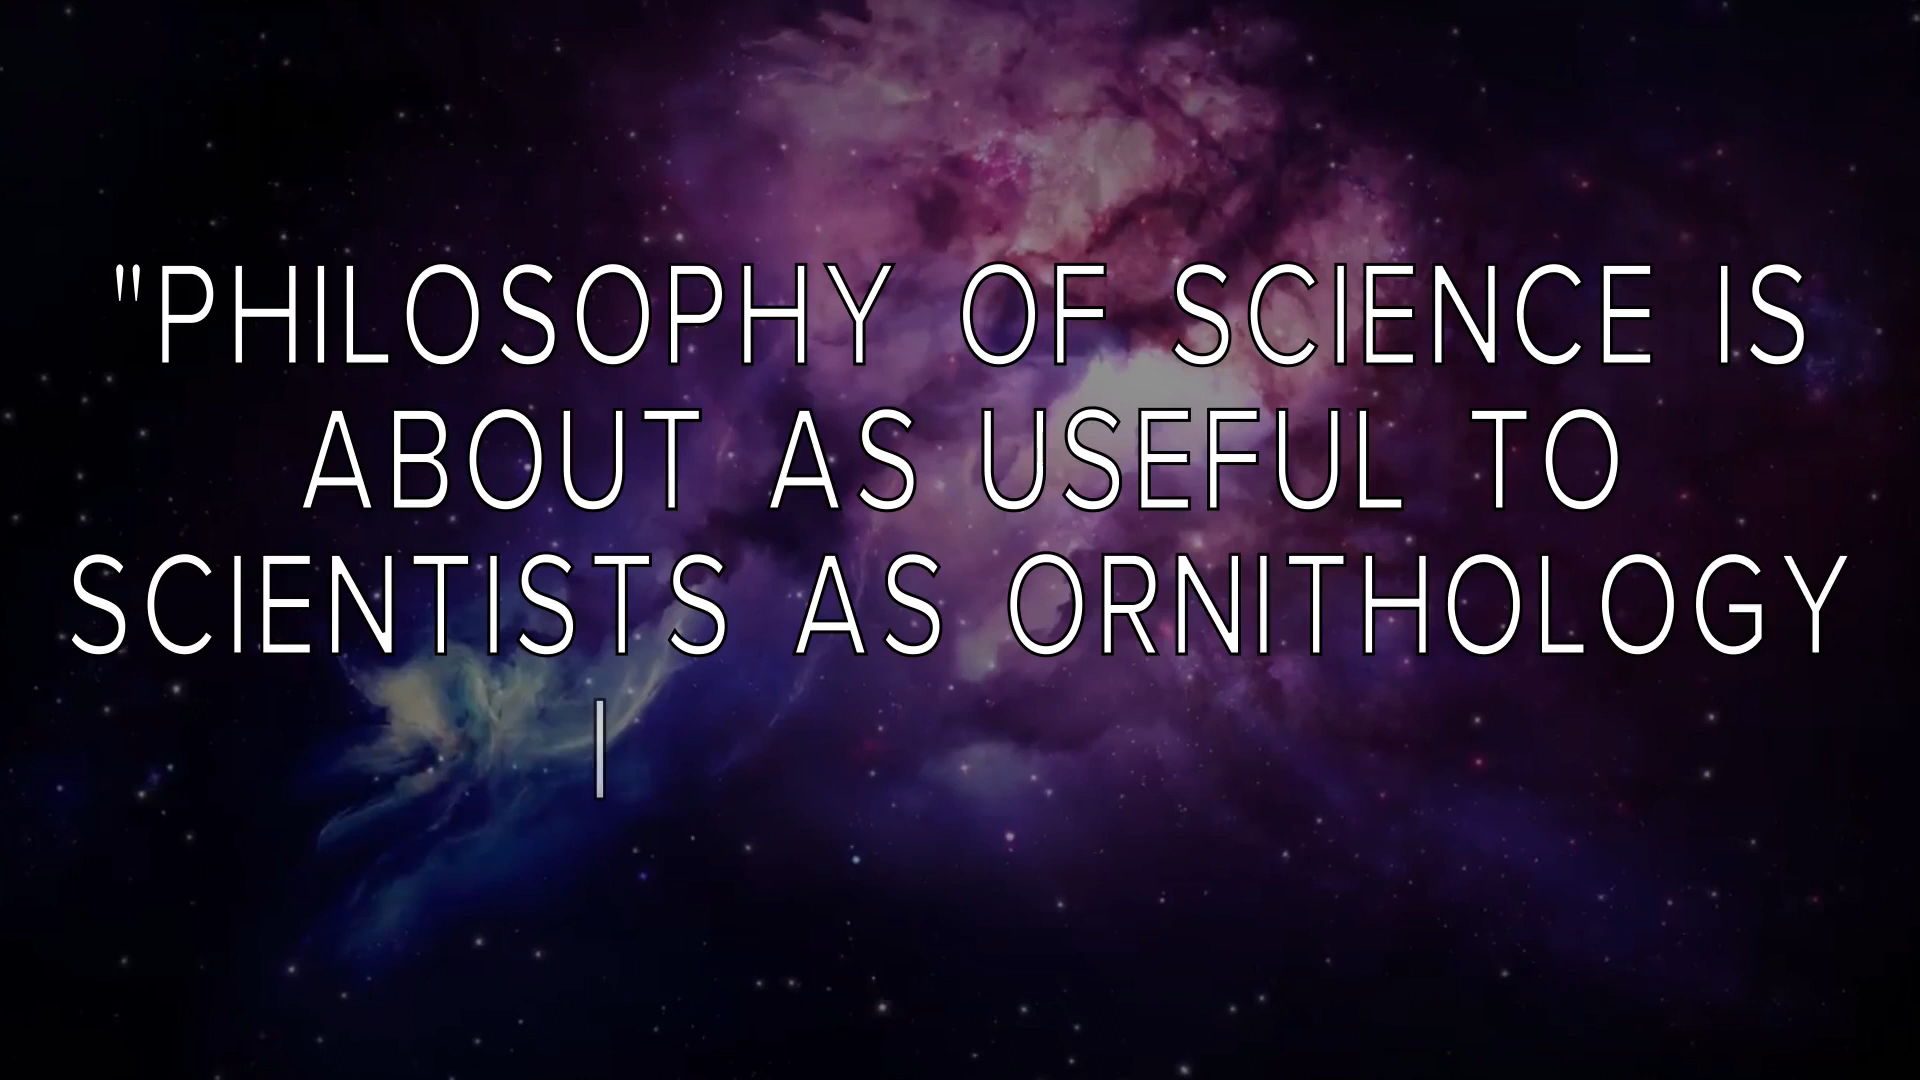 "PHILOSOPHY OF SCIENCE IS
ABOUT AS USEFUL TO
SCIENTISTS AS ORNITHOLOGY
I